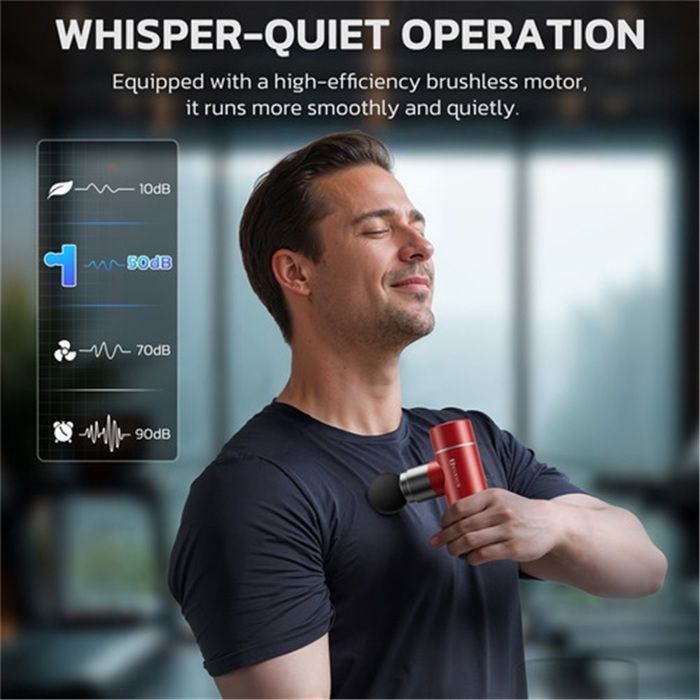 WHISPER-QUIET OPERATION
Equipped with a high-efficiency brushless motor,
it runs more smoothly and quietly.
10dB
50dB
70dB
90dB